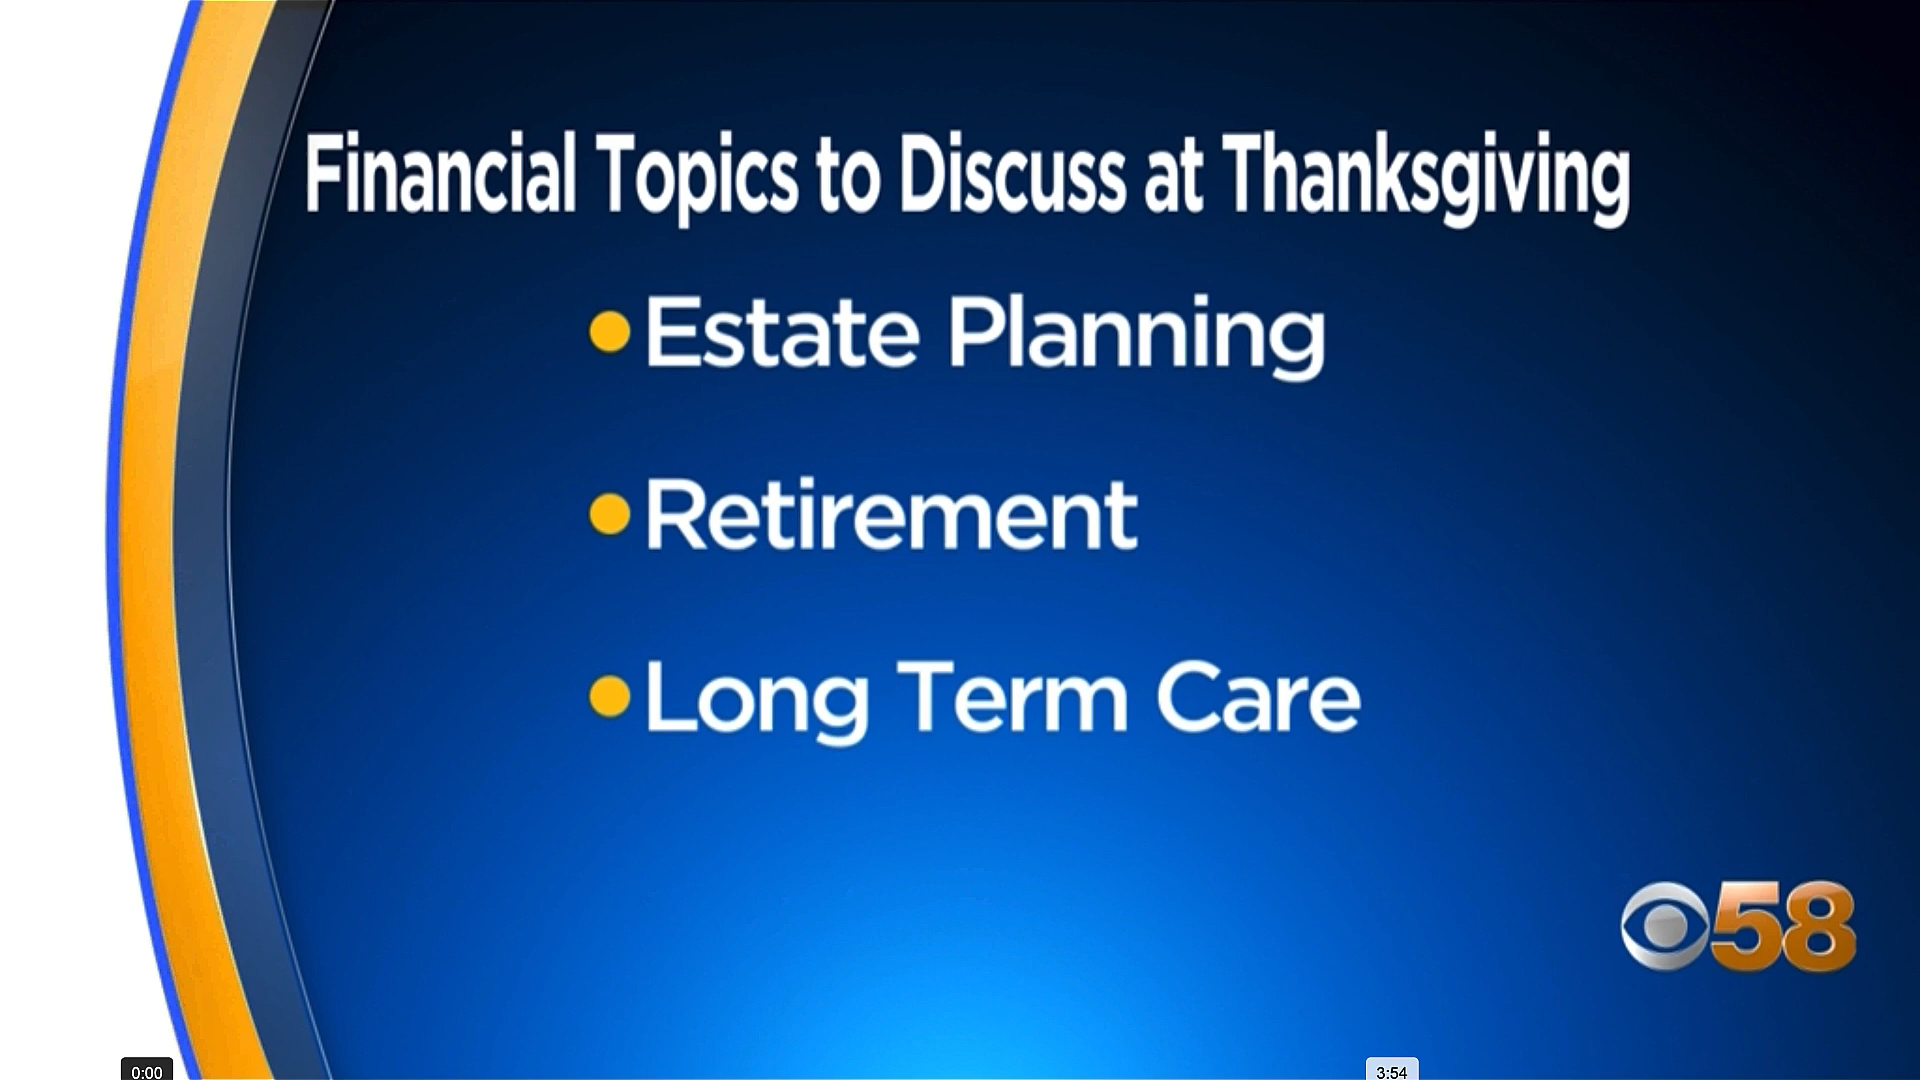 Financial Topics to Discuss at Thanksgiving
•Estate Planning
•Retirement
•Long Term Care
58
0:00
3:54